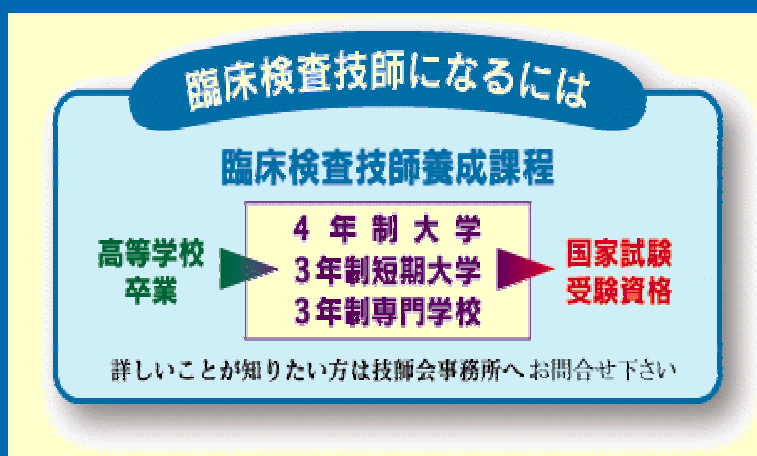 臨床検査技師になるには
臨床検査技師養成課程
高等学校
卒業
4年制大学
3年制短期大学
3年制専門学校
国家試験
受験資格
詳しいことが知りたい方は技師会事務所へお問合せ下さい